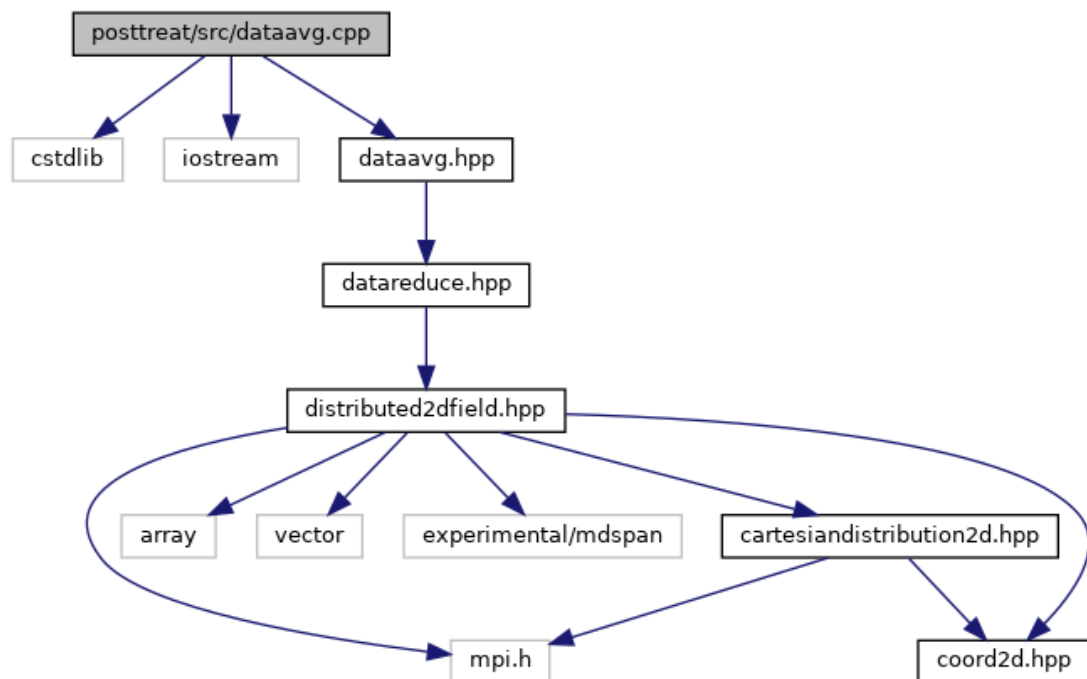 posttreat/src/dataavg.cpp
cstdlib
iostream
dataavg.hpp
datareduce.hpp
distributed2dfield.hpp
array
vector
experimental/mdspan
cartesiandistribution2d.hpp
mpi.h
coord2d.hpp